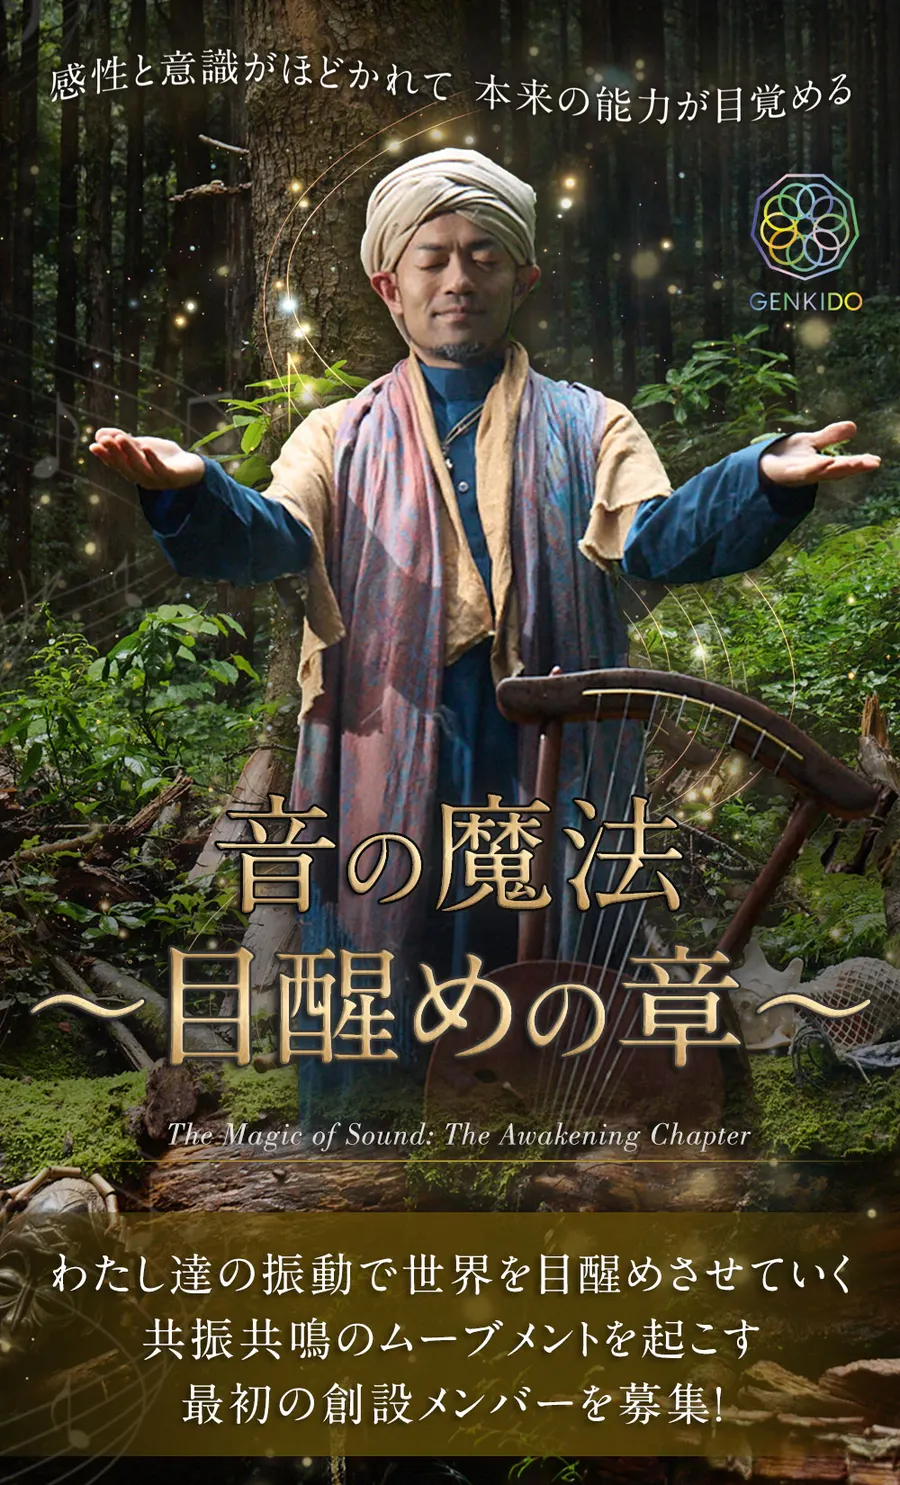 感性と意識がほどかれて 本来の能力が目覚める
GENKIDO
音の魔法
〜目醒めの章〜
The Magic of Sound: The Awakening Chapter
わたし達の振動で世界を目醒めさせていく
共振共鳴のムーブメントを起こす
最初の創設メンバーを募集!